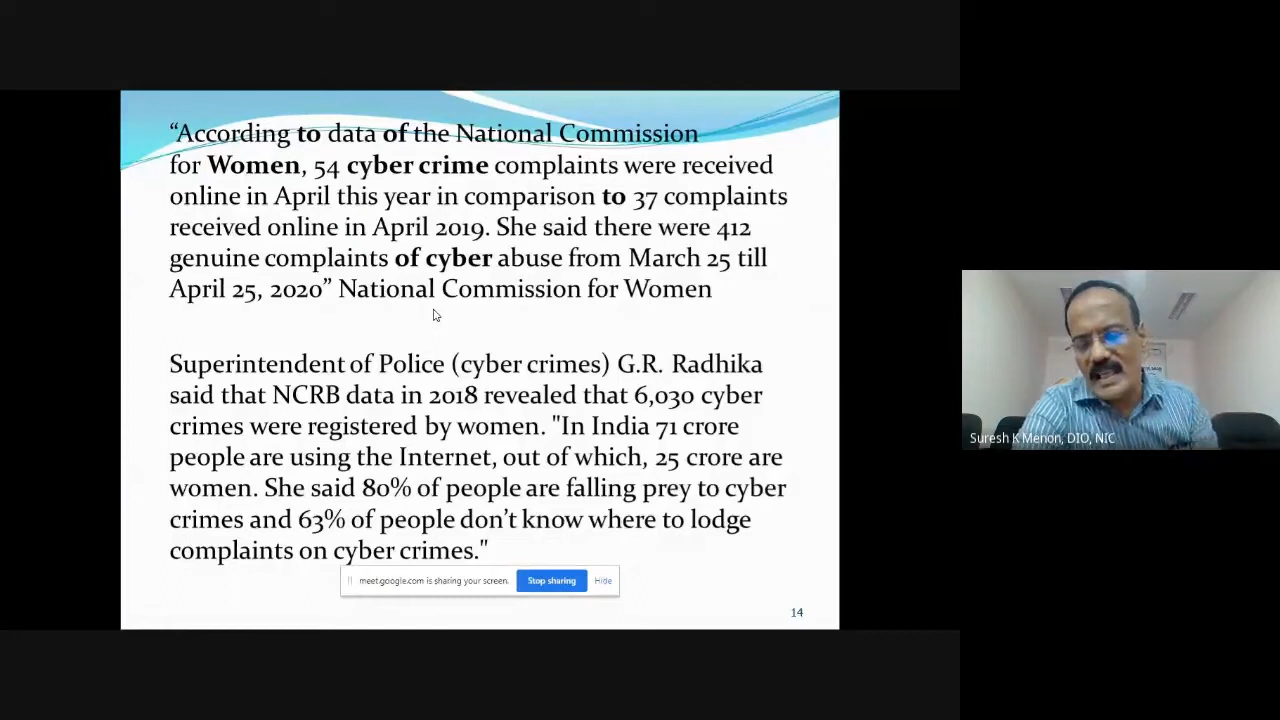 “According to data of the National Commission
for Women, 54 cyber crime complaints were received
online in April this year in comparison to 37 complaints
received online in April 2019. She said there were 412
genuine complaints of cyber abuse from March 25 till
April 25, 2020” National Commission for Women
Superintendent of Police (cyber crimes) G.R. Radhika
said that NCRB data in 2018 revealed that 6,030 cyber
crimes were registered by women. "In India 71 crore
people are using the Internet, out of which, 25 crore are
women. She said 80% of people are falling prey to cyber
crimes and 63% of people don’t know where to lodge
complaints on cyber crimes."
meet.google.com is sharing your screen. Stop sharing Hide
14
Suresh K Menon, DIO, NIC